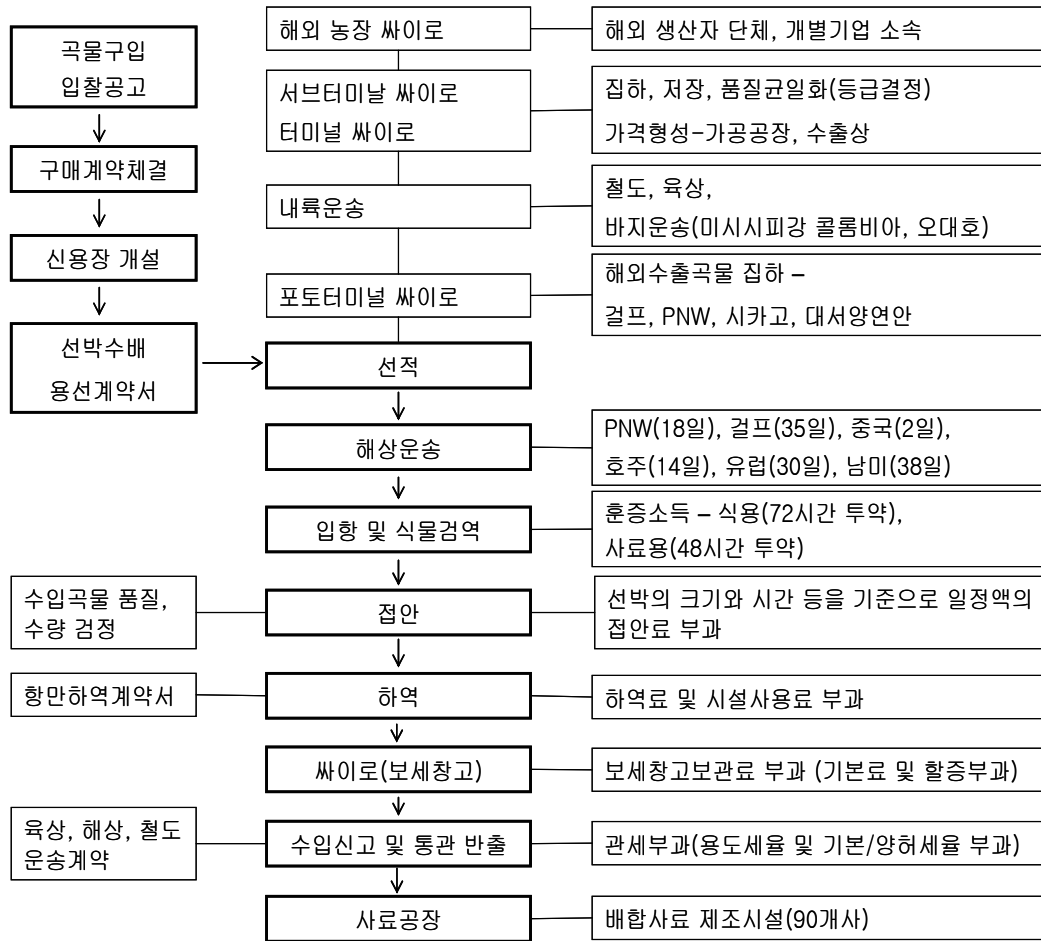 곡물구입
입찰공고
구매계약체결
신용장 개설
선박수배
용선계약서
해외 농장 싸이로
해외 생산자 단체, 개별기업 소속
서브터미날 싸이로
터미널 싸이로
집하, 저장, 품질균일화(등급결정)
가격형성-가공공장, 수출상
내륙운송
철도, 육상,
바지운송(미시시피강 콜롬비아, 오대호)
포토터미널 싸이로
해외수출곡물 집하 –
걸프, PNW, 시카고, 대서양연안
선적
해상운송
PNW(18일), 걸프(35일), 중국(2일),
호주(14일), 유럽(30일), 남미(38일)
입항 및 식물검역
훈증소득 – 식용(72시간 투약),
사료용(48시간 투약)
수입곡물 품질,
수량 검정
접안
선박의 크기와 시간 등을 기준으로 일정액의
접안료 부과
항만하역계약서
하역
하역료 및 시설사용료 부과
싸이로(보세창고)
보세창고보관료 부과 (기본료 및 할증부과)
육상, 해상, 철도
운송계약
수입신고 및 통관 반출
관세부과(용도세율 및 기본/양허세율 부과)
사료공장
배합사료 제조시설(90개사)